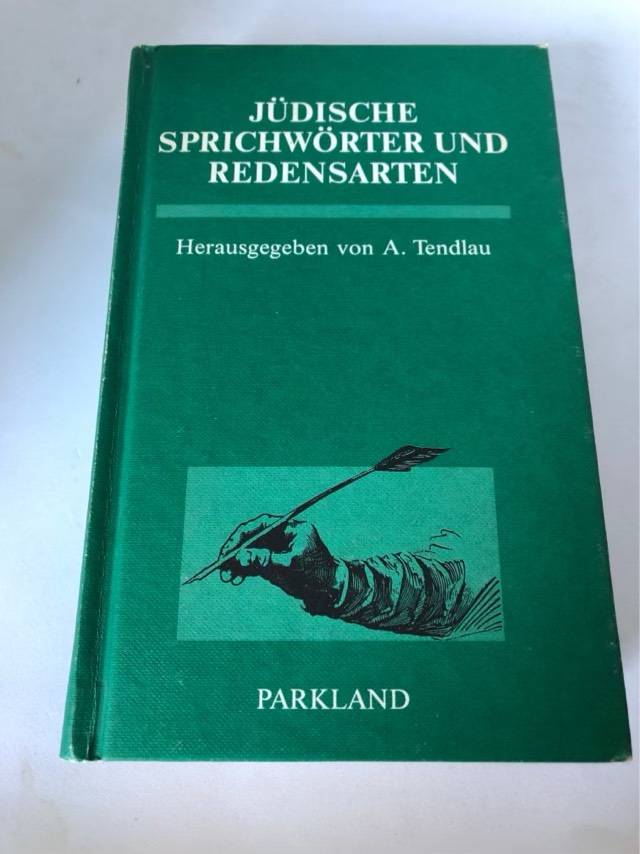 JÜDISCHE
SPRICHWÖRTER UND
REDENSARTEN
Herausgegeben von A. Tendlau
PARKLAND